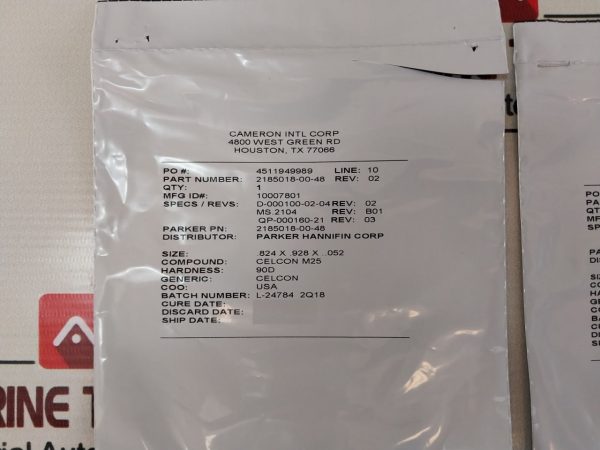 CAMERON INTL CORP
4800 WEST GREEN RD
HOUSTON, TX 77066
PO #: 4511949989 LINE: 10
PART NUMBER: 2185018-00-48 REV: 02
QTY: 1
MFG ID#: 10007801
SPECS / REVS: D-000100-02-04 REV: 02
MS.2104 REV: B01
QP-000160-21 REV: 03
PARKER PN: 2185018-00-48
DISTRIBUTOR: PARKER HANNIFIN CORP
SIZE: .824 X .928 X .052
COMPOUND: CELCON M25
HARDNESS: 90D
GENERIC: CELCON
COO: USA
BATCH NUMBER: L-24784 2Q18
CURE DATE:
DISCARD DATE:
SHIP DATE:
RINE T
ial Auto